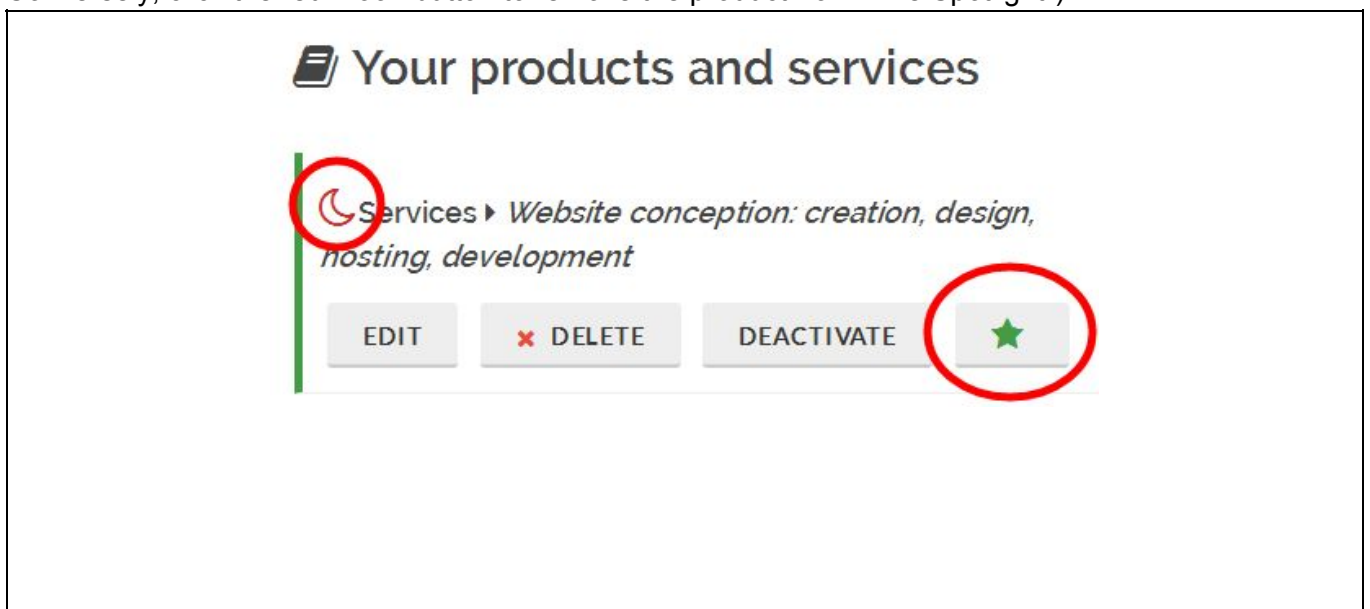 Your products and services
Services ▸ Website conception: creation, design,
hosting, development
EDIT DELETE DEACTIVATE